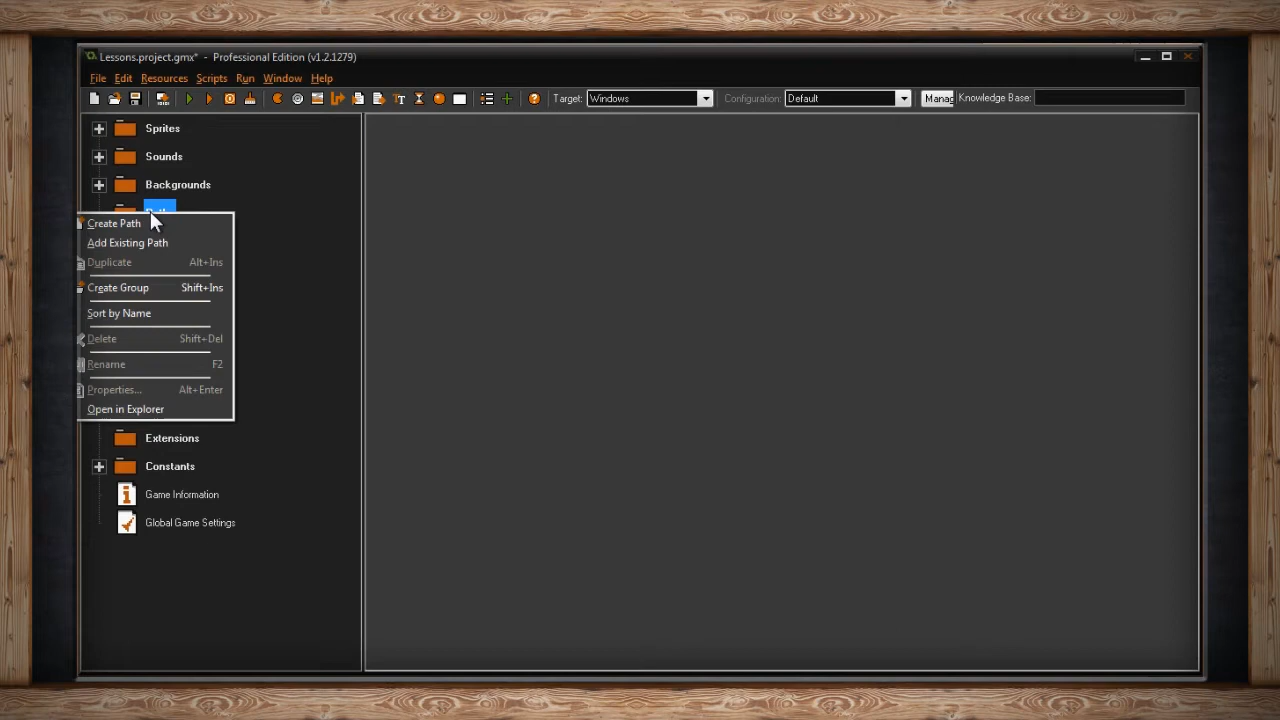 Lessons.project.gmx* - Professional Edition (v1.2.1279)
File Edit Resources Scripts Run Window Help
Target: Windows Configuration: Default Manag Knowledge Base:
Sprites
Sounds
Backgrounds
Create Path
Add Existing Path
Duplicate Alt+Ins
Create Group Shift+Ins
Sort by Name
Delete Shift+Del
Rename F2
Properties... Alt+Enter
Open in Explorer
Extensions
Constants
Game Information
Global Game Settings